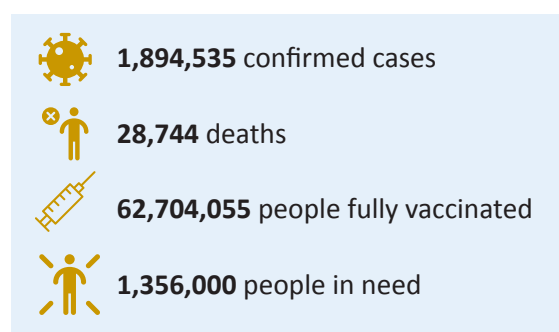 1,894,535 confirmed cases
28,744 deaths
62,704,055 people fully vaccinated
1,356,000 people in need